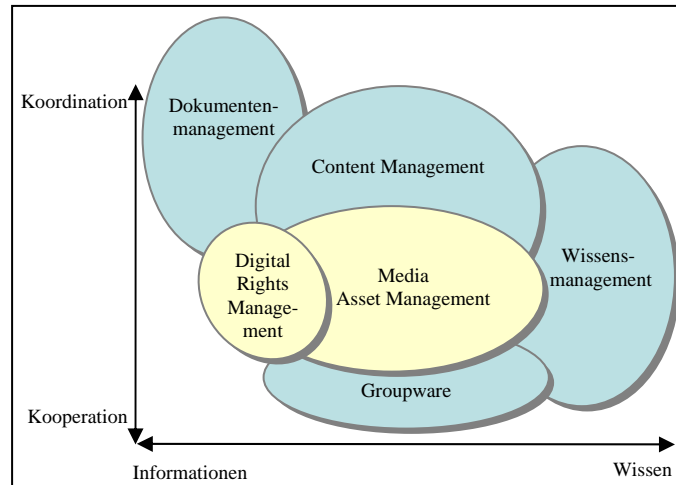 Koordination
Dokumenten-
management
Content Management
Wissens-
management
Digital
Rights
Manage-
ment
Media
Asset Management
Groupware
Kooperation
Informationen
Wissen